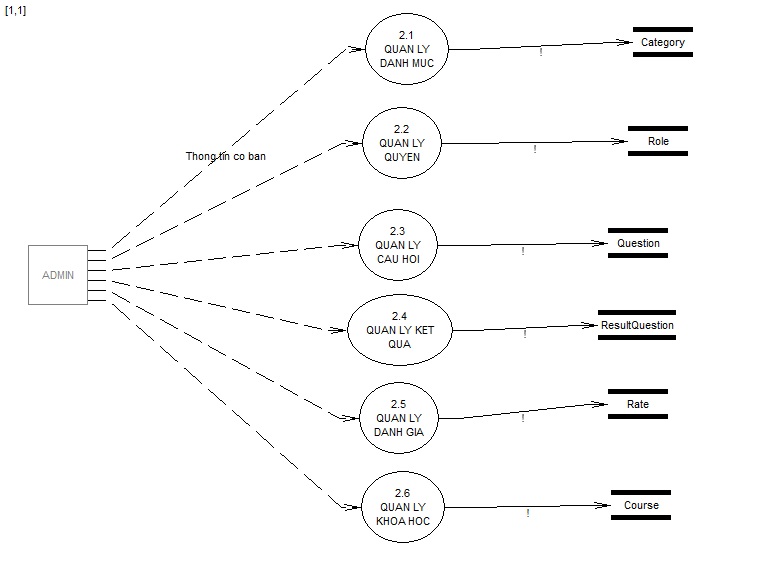 [1,1]
2.1
QUAN LY
DANH MUC
!
Category
2.2
QUAN LY
QUYEN
!
Role
Thong tin co ban
2.3
QUAN LY
CAU HOI
!
Question
ADMIN
2.4
QUAN LY KET
QUA
!
ResultQuestion
2.5
QUAN LY
DANH GIA
!
Rate
2.6
QUAN LY
KHOA HOC
!
Course